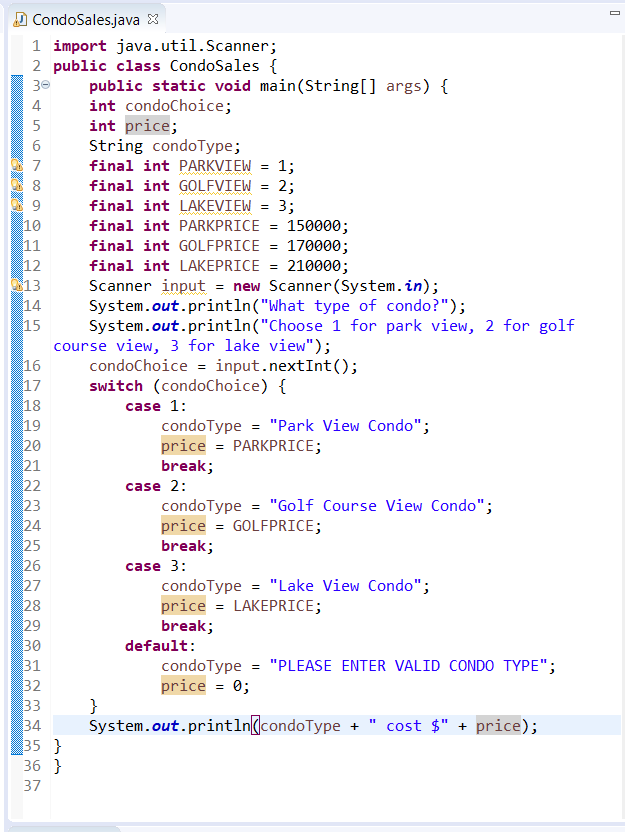 CondoSales.java
1 import java.util.Scanner;
2 public class CondoSales {
3     public static void main(String[] args) {
4     int condoChoice;
5     int price;
6     String condoType;
7     final int PARKVIEW = 1;
8     final int GOLFVIEW = 2;
9     final int LAKEVIEW = 3;
10     final int PARKPRICE = 150000;
11     final int GOLFPRICE = 170000;
12     final int LAKEPRICE = 210000;
13     Scanner input = new Scanner(System.in);
14     System.out.println("What type of condo?");
15     System.out.println("Choose 1 for park view, 2 for golf
course view, 3 for lake view");
16     condoChoice = input.nextInt();
17     switch (condoChoice) {
18         case 1:
19             condoType = "Park View Condo";
20             price = PARKPRICE;
21             break;
22         case 2:
23             condoType = "Golf Course View Condo";
24             price = GOLFPRICE;
25             break;
26         case 3:
27             condoType = "Lake View Condo";
28             price = LAKEPRICE;
29             break;
30         default:
31             condoType = "PLEASE ENTER VALID CONDO TYPE";
32             price = 0;
33     }
34     System.out.println(condoType + " cost $" + price);
35 }
36 }
37